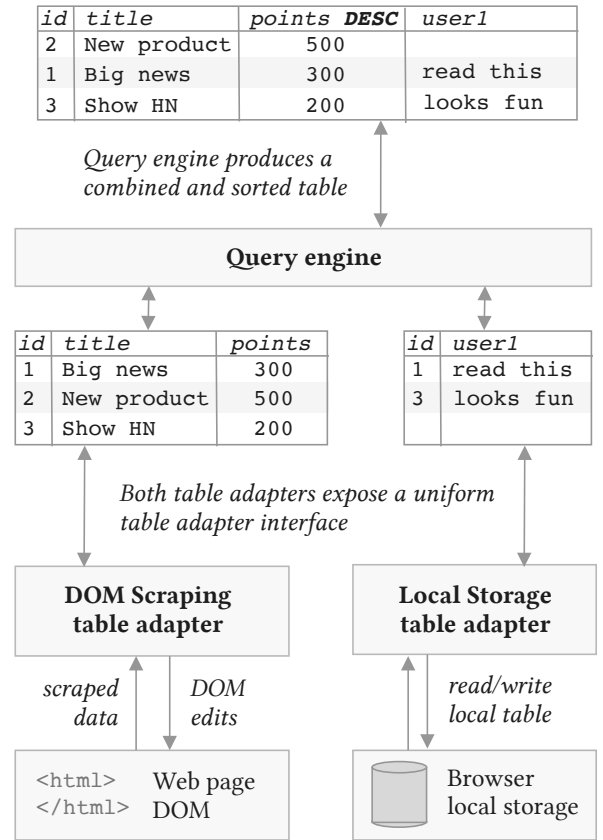 id title points DESC user1
2 New product 500
1 Big news 300 read this
3 Show HN 200 looks fun
Query engine produces a
combined and sorted table
Query engine
id title points
1 Big news 300
2 New product 500
3 Show HN 200
id user1
1 read this
3 looks fun
Both table adapters expose a uniform
table adapter interface
DOM Scraping
table adapter
Local Storage
table adapter
scraped
data
DOM
edits
read/write
local table
<html>
</html>
Web page
DOM
Browser
local storage